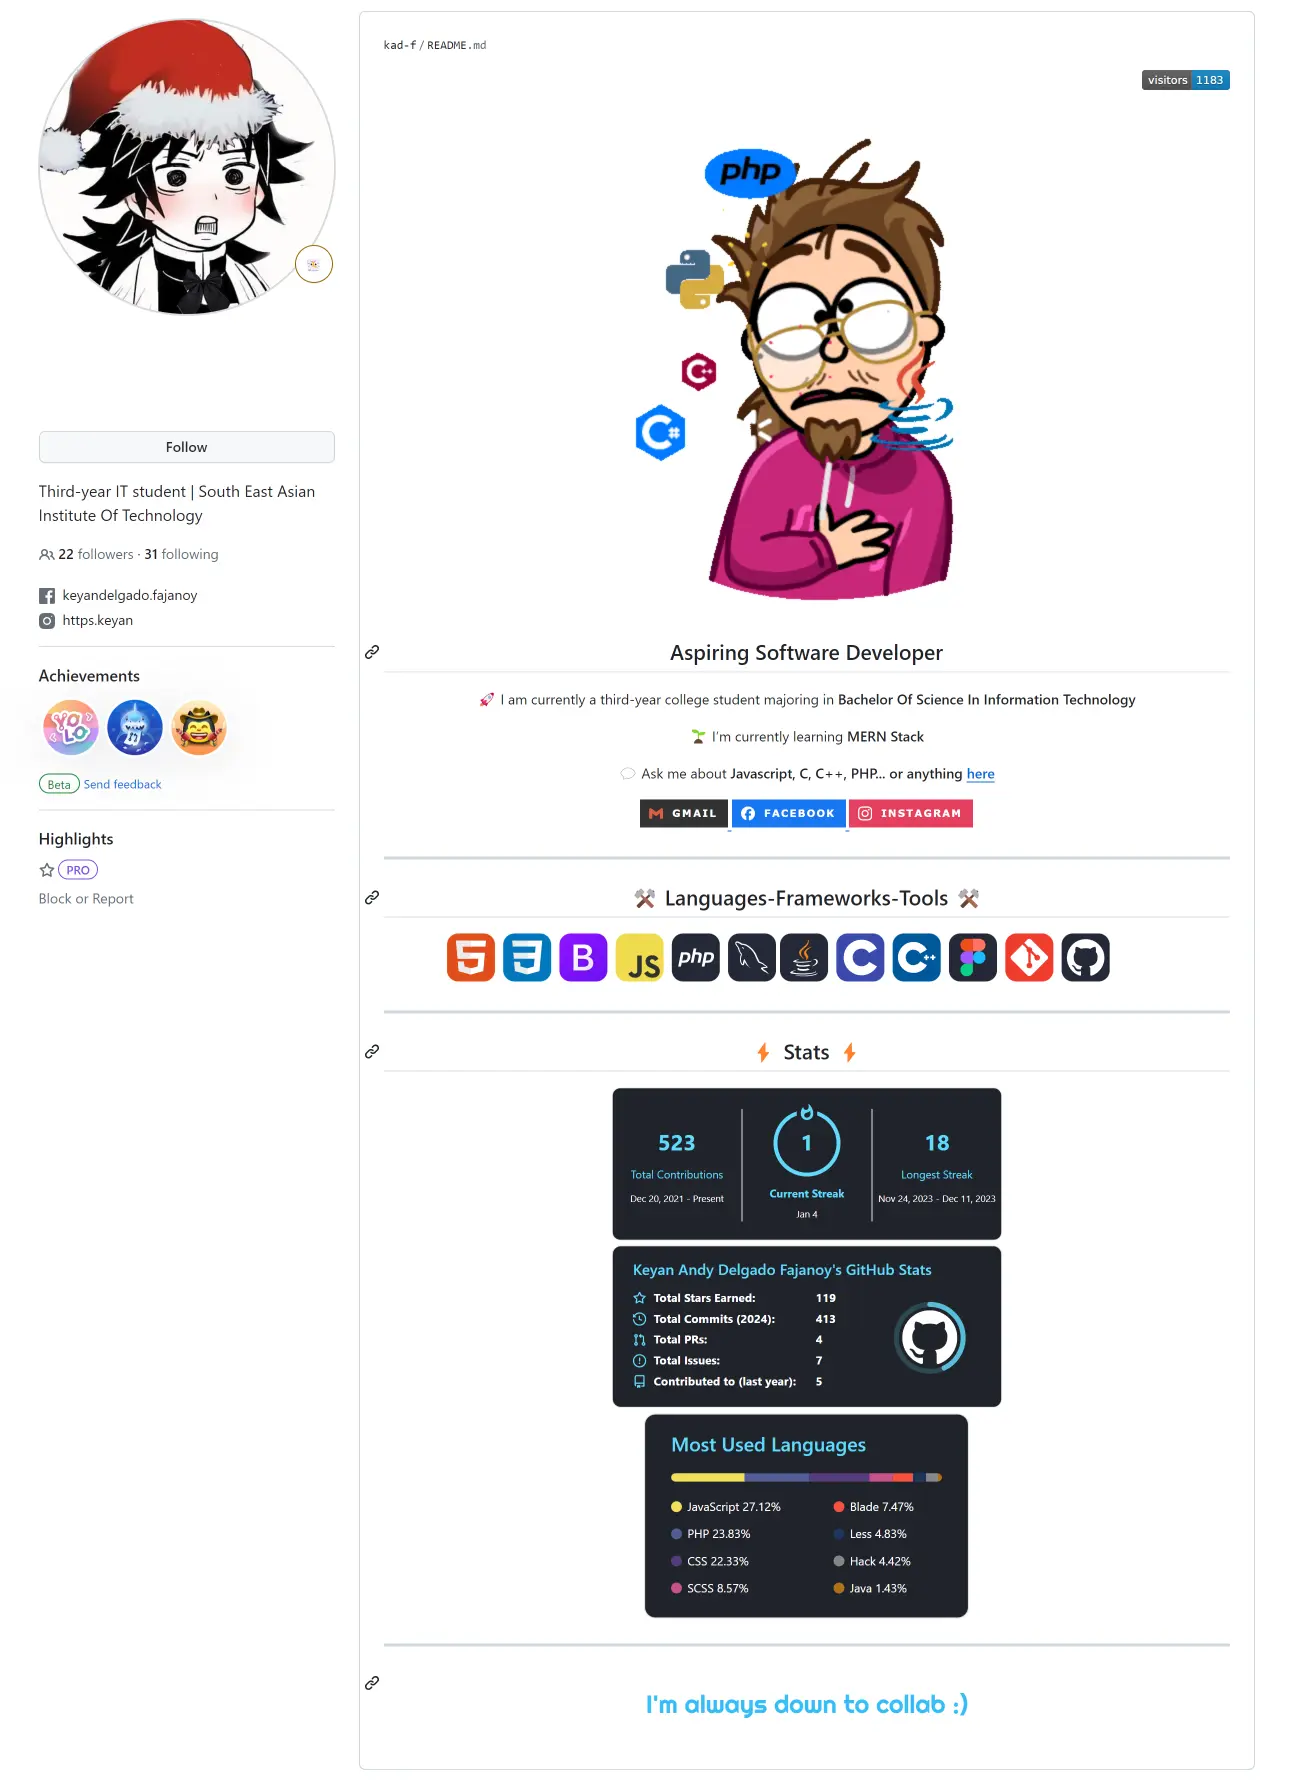 Follow
Third-year IT student | South East Asian
Institute Of Technology
22 followers · 31 following
keyandelgado.fajanoy
https.keyan
Achievements
YOLO
Beta Send feedback
Highlights
PRO
Block or Report
kad-f / README.md
visitors 1183
php
C++
C#
Aspiring Software Developer
I am currently a third-year college student majoring in Bachelor Of Science In Information Technology
I'm currently learning MERN Stack
Ask me about Javascript, C, C++, PHP... or anything here
GMAIL FACEBOOK INSTAGRAM
Languages-Frameworks-Tools
5 3 B JS php C C++
Stats
523 1 18
Total Contributions Current Streak Longest Streak
Dec 20, 2021 - Present Jan 4 Nov 24, 2023 - Dec 11, 2023
Keyan Andy Delgado Fajanoy's GitHub Stats
Total Stars Earned: 119
Total Commits (2024): 413
Total PRs: 4
Total Issues: 7
Contributed to (last year): 5
Most Used Languages
JavaScript 27.12% Blade 7.47%
PHP 23.83% Less 4.83%
CSS 22.33% Hack 4.42%
SCSS 8.57% Java 1.43%
I'm always down to collab :)